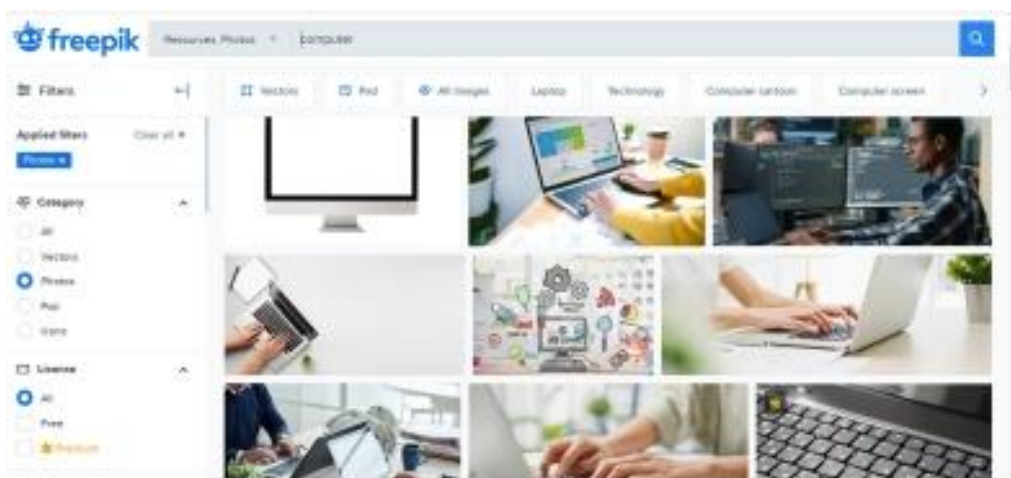 freepik
Resources Photos
computer
Filters
Vectors
Psd
All Images
Laptop
Technology
Computer cartoon
Computer screen
Applied filters
Clear all
Photos
Category
All
Vectors
Photos
Psd
Icons
License
All
Free
Premium